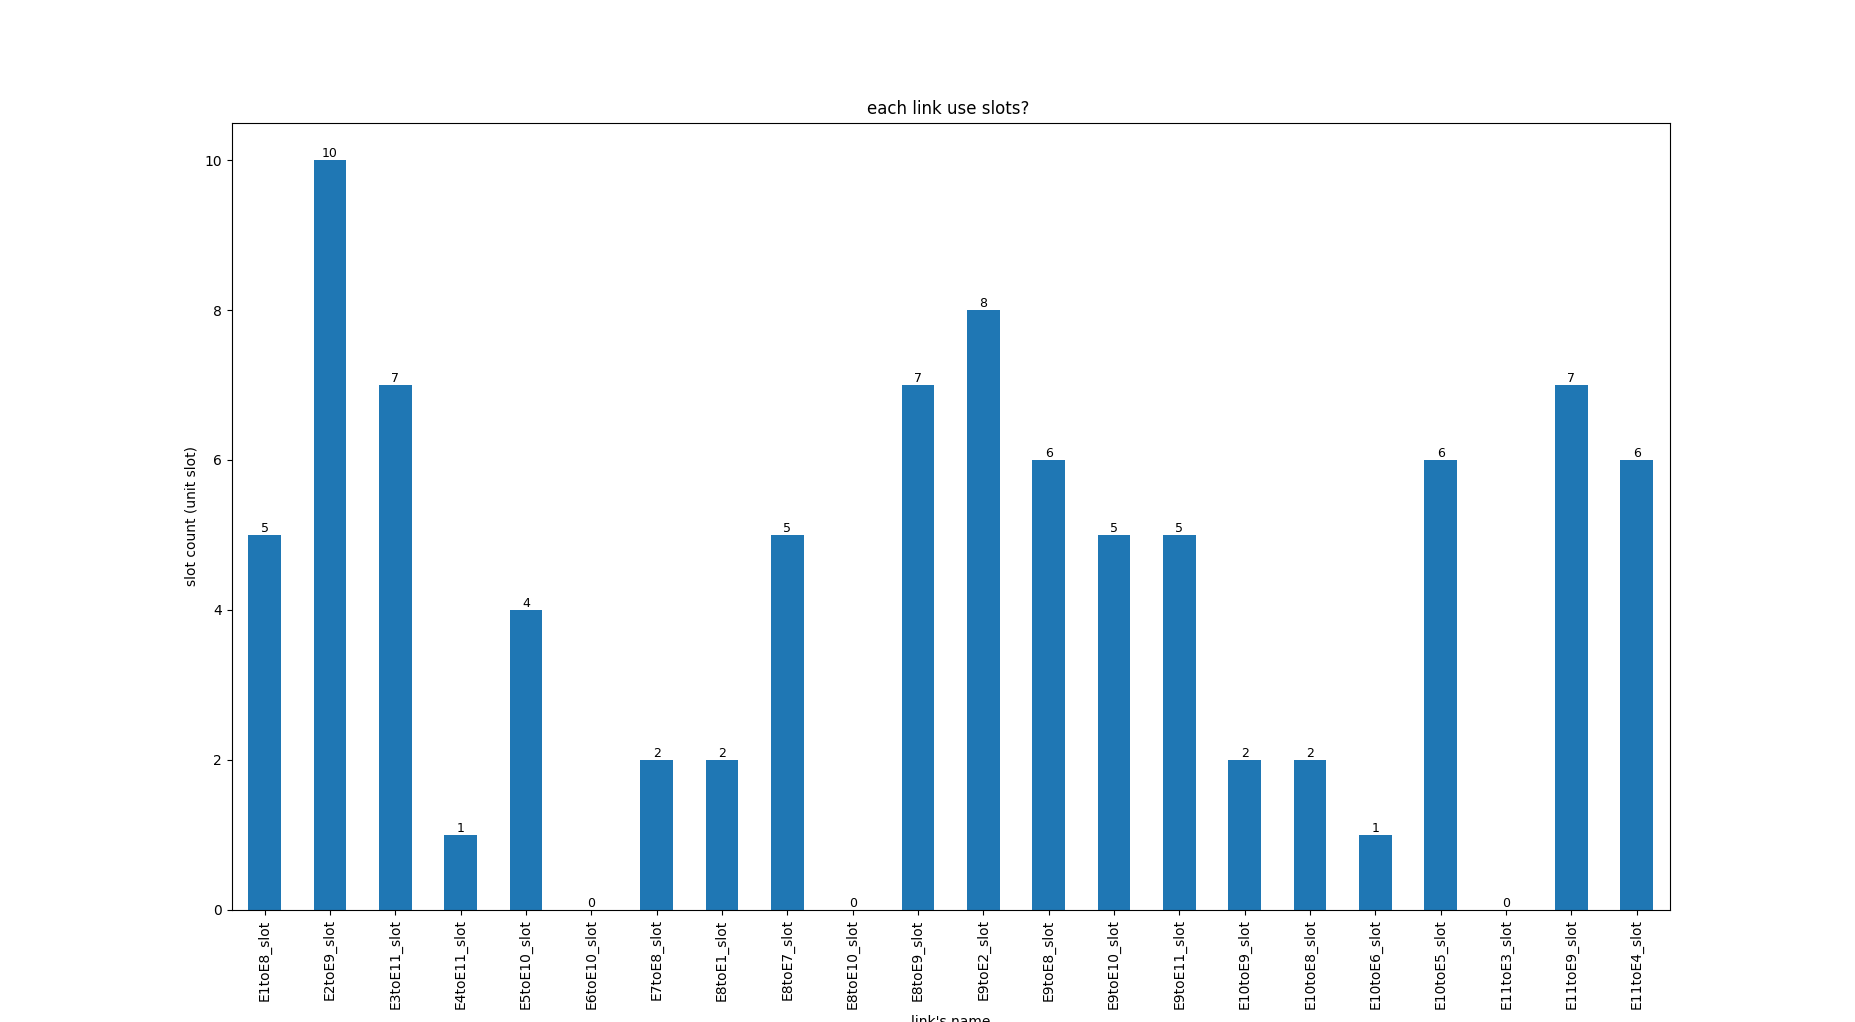 each link use slots?
slot count (unit slot)
10
8
6
4
2
0
5
10
7
1
4
0
2
2
5
0
7
8
6
5
5
2
2
1
6
0
7
6
E1toE8_slot
E2toE9_slot
E3toE11_slot
E4toE11_slot
E5toE10_slot
E6toE10_slot
E7toE8_slot
E8toE1_slot
E8toE7_slot
E8toE10_slot
E8toE9_slot
E9toE2_slot
E9toE8_slot
E9toE10_slot
E9toE11_slot
E10toE9_slot
E10toE8_slot
E10toE6_slot
E10toE5_slot
E11toE3_slot
E11toE9_slot
E11toE4_slot
link's name